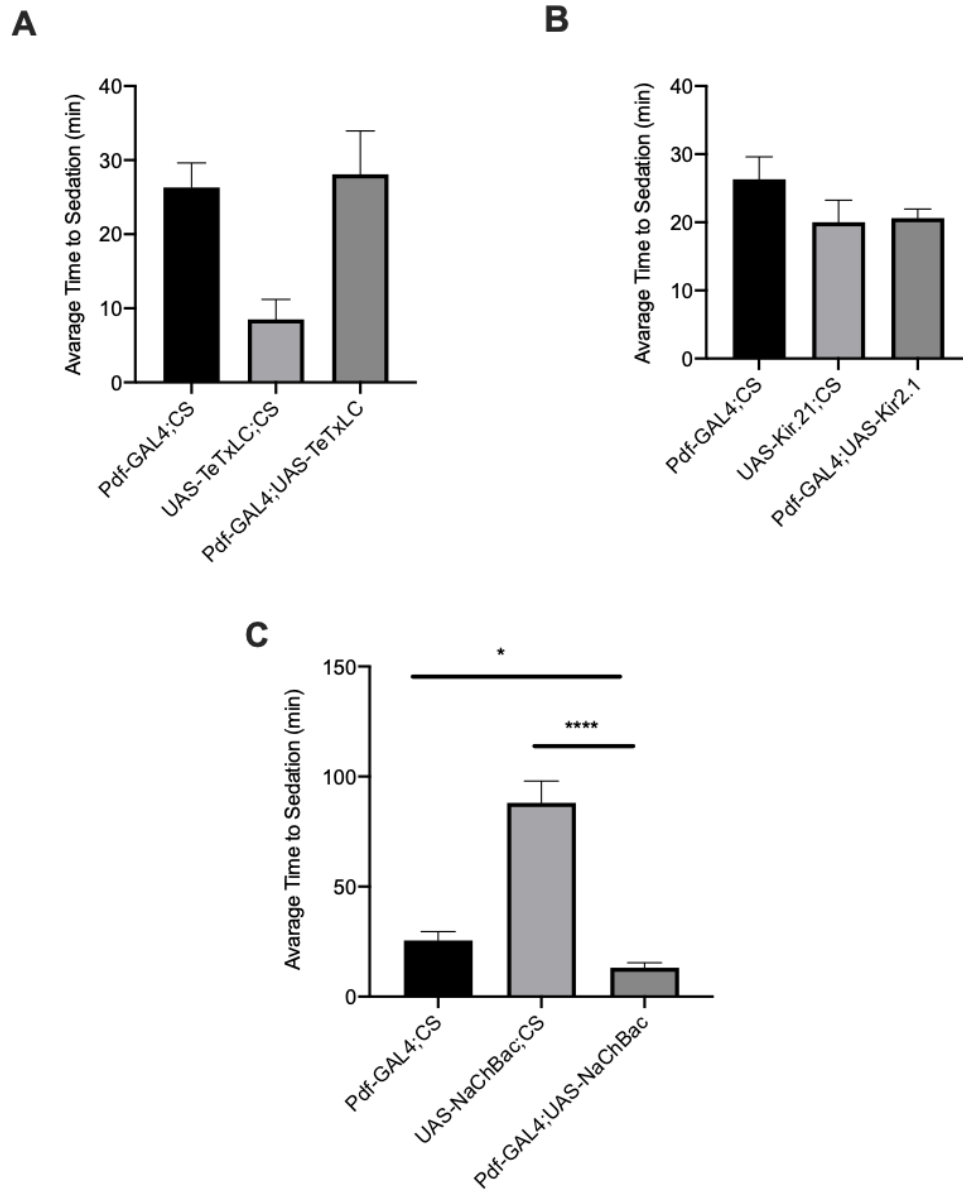 A
Avarage Time to Sedation (min)
40
30
20
10
0
Pdf-GAL4;CS
UAS-TeTxLC;CS
Pdf-GAL4;UAS-TeTxLC
B
Avarage Time to Sedation (min)
40
30
20
10
0
Pdf-GAL4;CS
UAS-Kir.21;CS
Pdf-GAL4;UAS-Kir2.1
C
Avarage Time to Sedation (min)
150
100
50
0
*
****
Pdf-GAL4;CS
UAS-NaChBac;CS
Pdf-GAL4;UAS-NaChBac